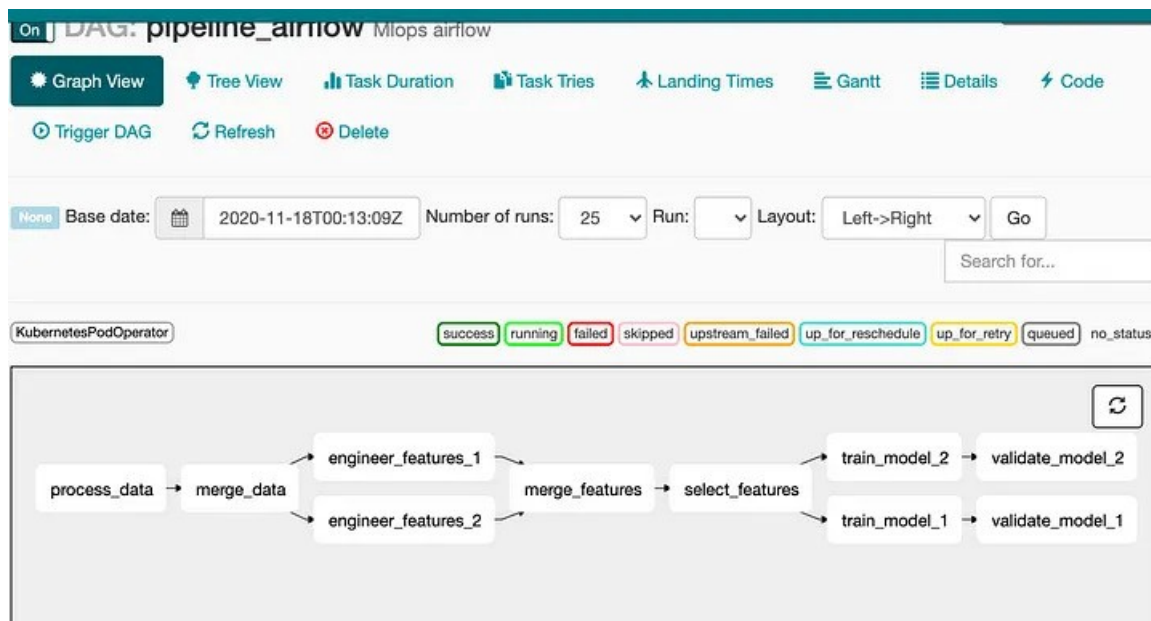 On DAG: pipeline_airflow Mlops airflow
Graph View Tree View Task Duration Task Tries Landing Times Gantt Details Code
Trigger DAG Refresh Delete
None Base date: 2020-11-18T00:13:09Z Number of runs: 25 Run: Layout: Left->Right Go
Search for...
KubernetesPodOperator success running failed skipped upstream_failed up_for_reschedule up_for_retry queued no_status
engineer_features_1 train_model_2 validate_model_2
process_data merge_data merge_features select_features
engineer_features_2 train_model_1 validate_model_1